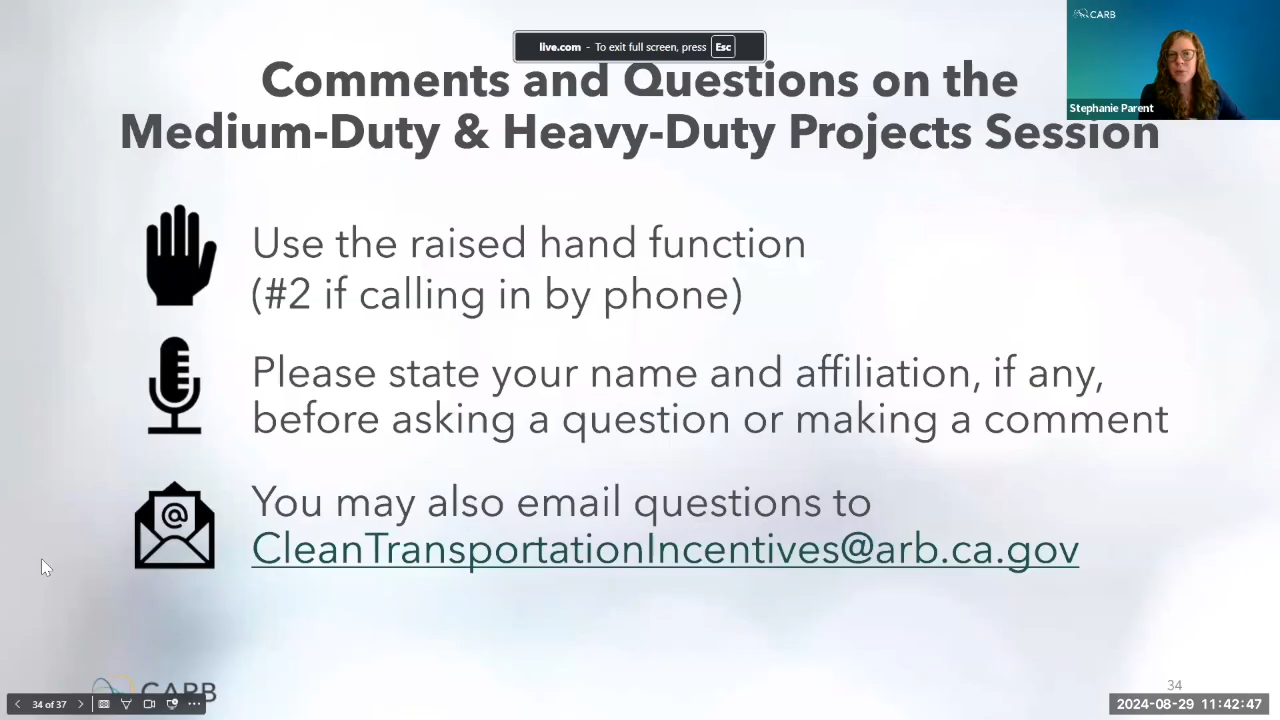 CARB
live.com - To exit full screen, press Esc
Stephanie Parent
Comments and Questions on the
Medium-Duty & Heavy-Duty Projects Session
Use the raised hand function
(#2 if calling in by phone)
Please state your name and affiliation, if any,
before asking a question or making a comment
@
You may also email questions to
CleanTransportationIncentives@arb.ca.gov
CARB
34
34 of 37
2024-08-29 11:42:47